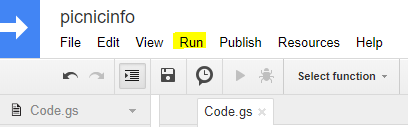 picnicinfo
File Edit View Run Publish Resources Help
Select function
Code.gs
Code.gs